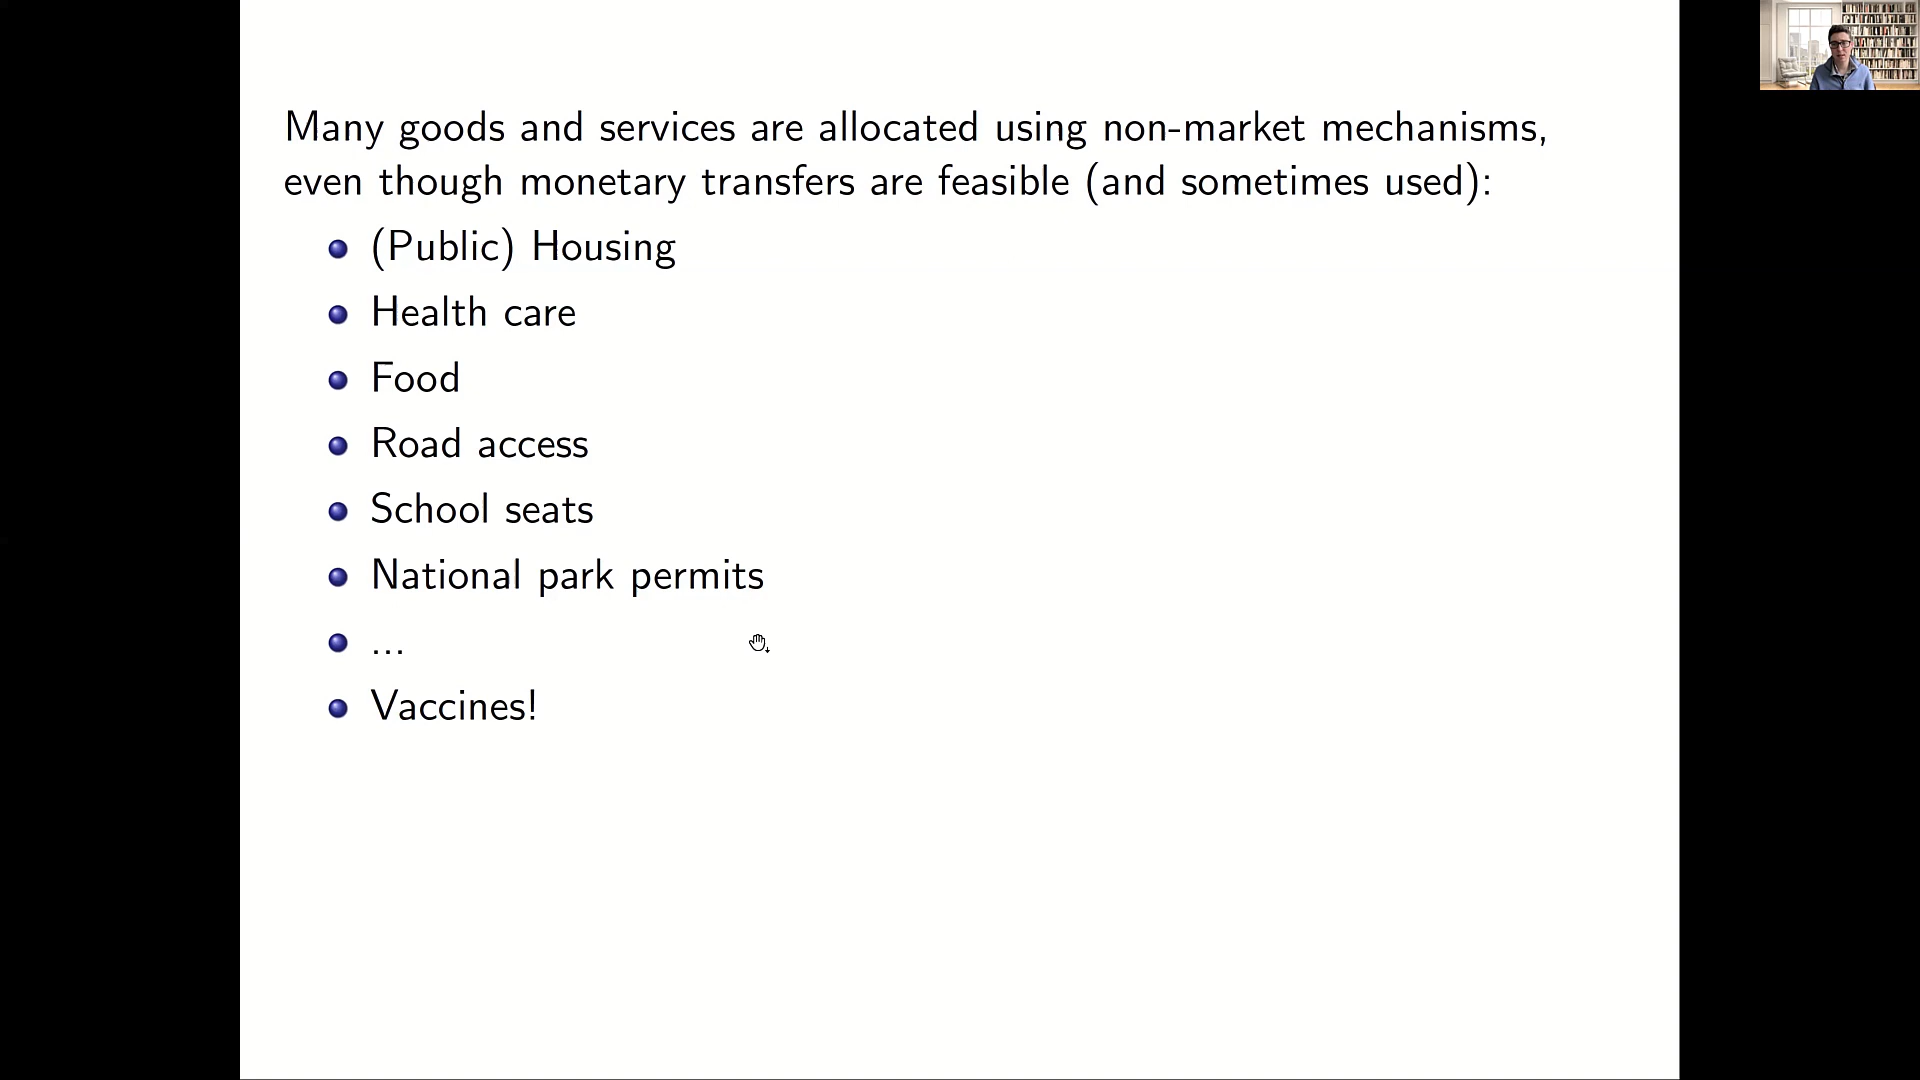 Many goods and services are allocated using non-market mechanisms,
even though monetary transfers are feasible (and sometimes used):
(Public) Housing
Health care
Food
Road access
School seats
National park permits
...
Vaccines!